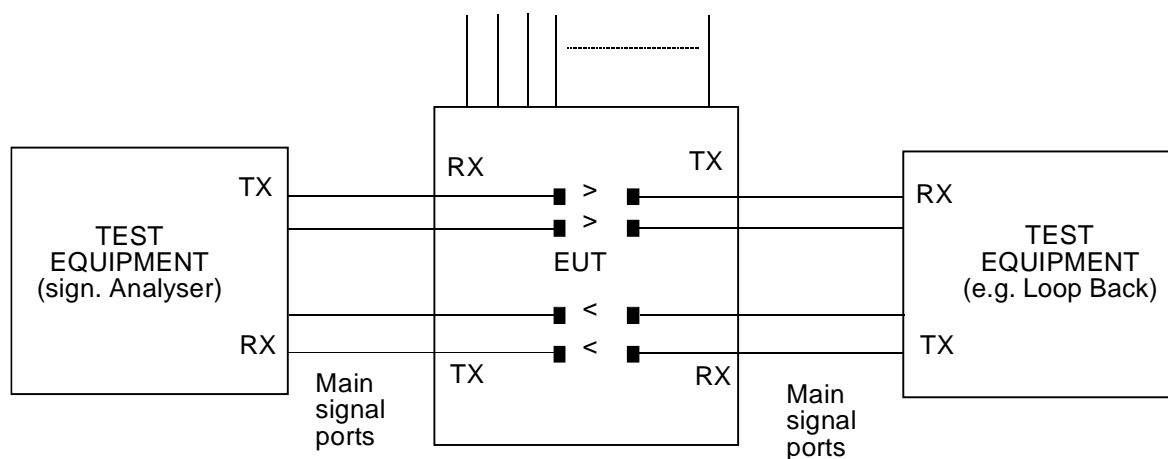 RX
TX
TX
>
RX
TEST
EQUIPMENT
(sign. Analyser)
>
EUT
TEST
EQUIPMENT
(e.g. Loop Back)
<
RX
<
TX
TX
RX
Main
signal
ports
Main
signal
ports